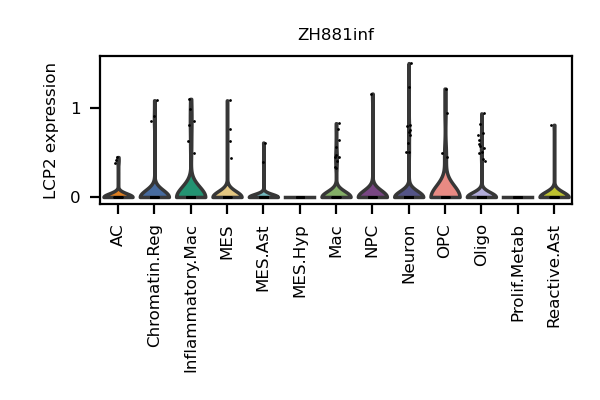 ZH881inf
LCP2 expression
1
0
AC
Chromatin.Reg
Inflammatory.Mac
MES
MES.Ast
MES.Hyp
Mac
NPC
Neuron
OPC
Oligo
Prolif.Metab
Reactive.Ast